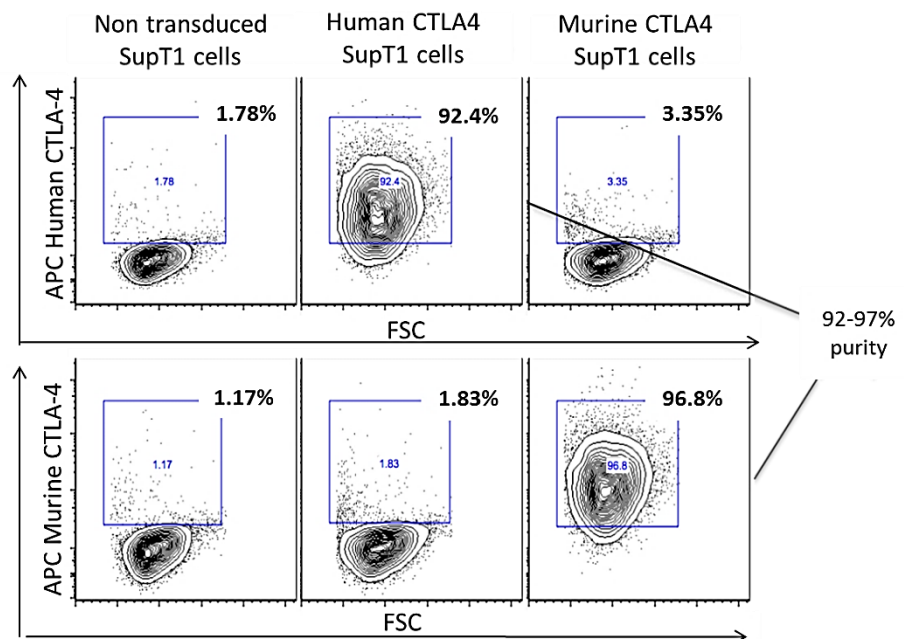 Non transduced
SupT1 cells
Human CTLA4
SupT1 cells
Murine CTLA4
SupT1 cells
APC Human CTLA-4
1.78%
1.78
92.4%
92.4
3.35%
3.35
FSC
92-97%
purity
APC Murine CTLA-4
1.17%
1.17
1.83%
1.83
96.8%
96.8
FSC